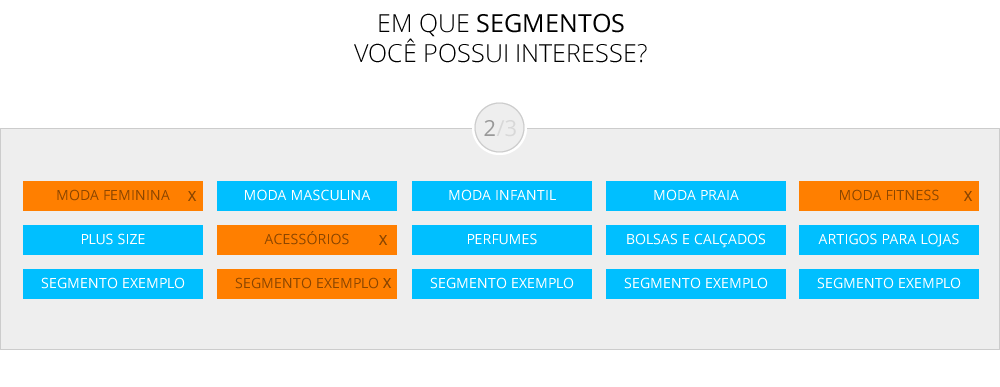 EM QUE SEGMENTOS
VOCÊ POSSUI INTERESSE?
2/3
MODA FEMININA X
MODA MASCULINA
MODA INFANTIL
MODA PRAIA
MODA FITNESS X
PLUS SIZE
ACESSÓRIOS X
PERFUMES
BOLSAS E CALÇADOS
ARTIGOS PARA LOJAS
SEGMENTO EXEMPLO
SEGMENTO EXEMPLO X
SEGMENTO EXEMPLO
SEGMENTO EXEMPLO
SEGMENTO EXEMPLO